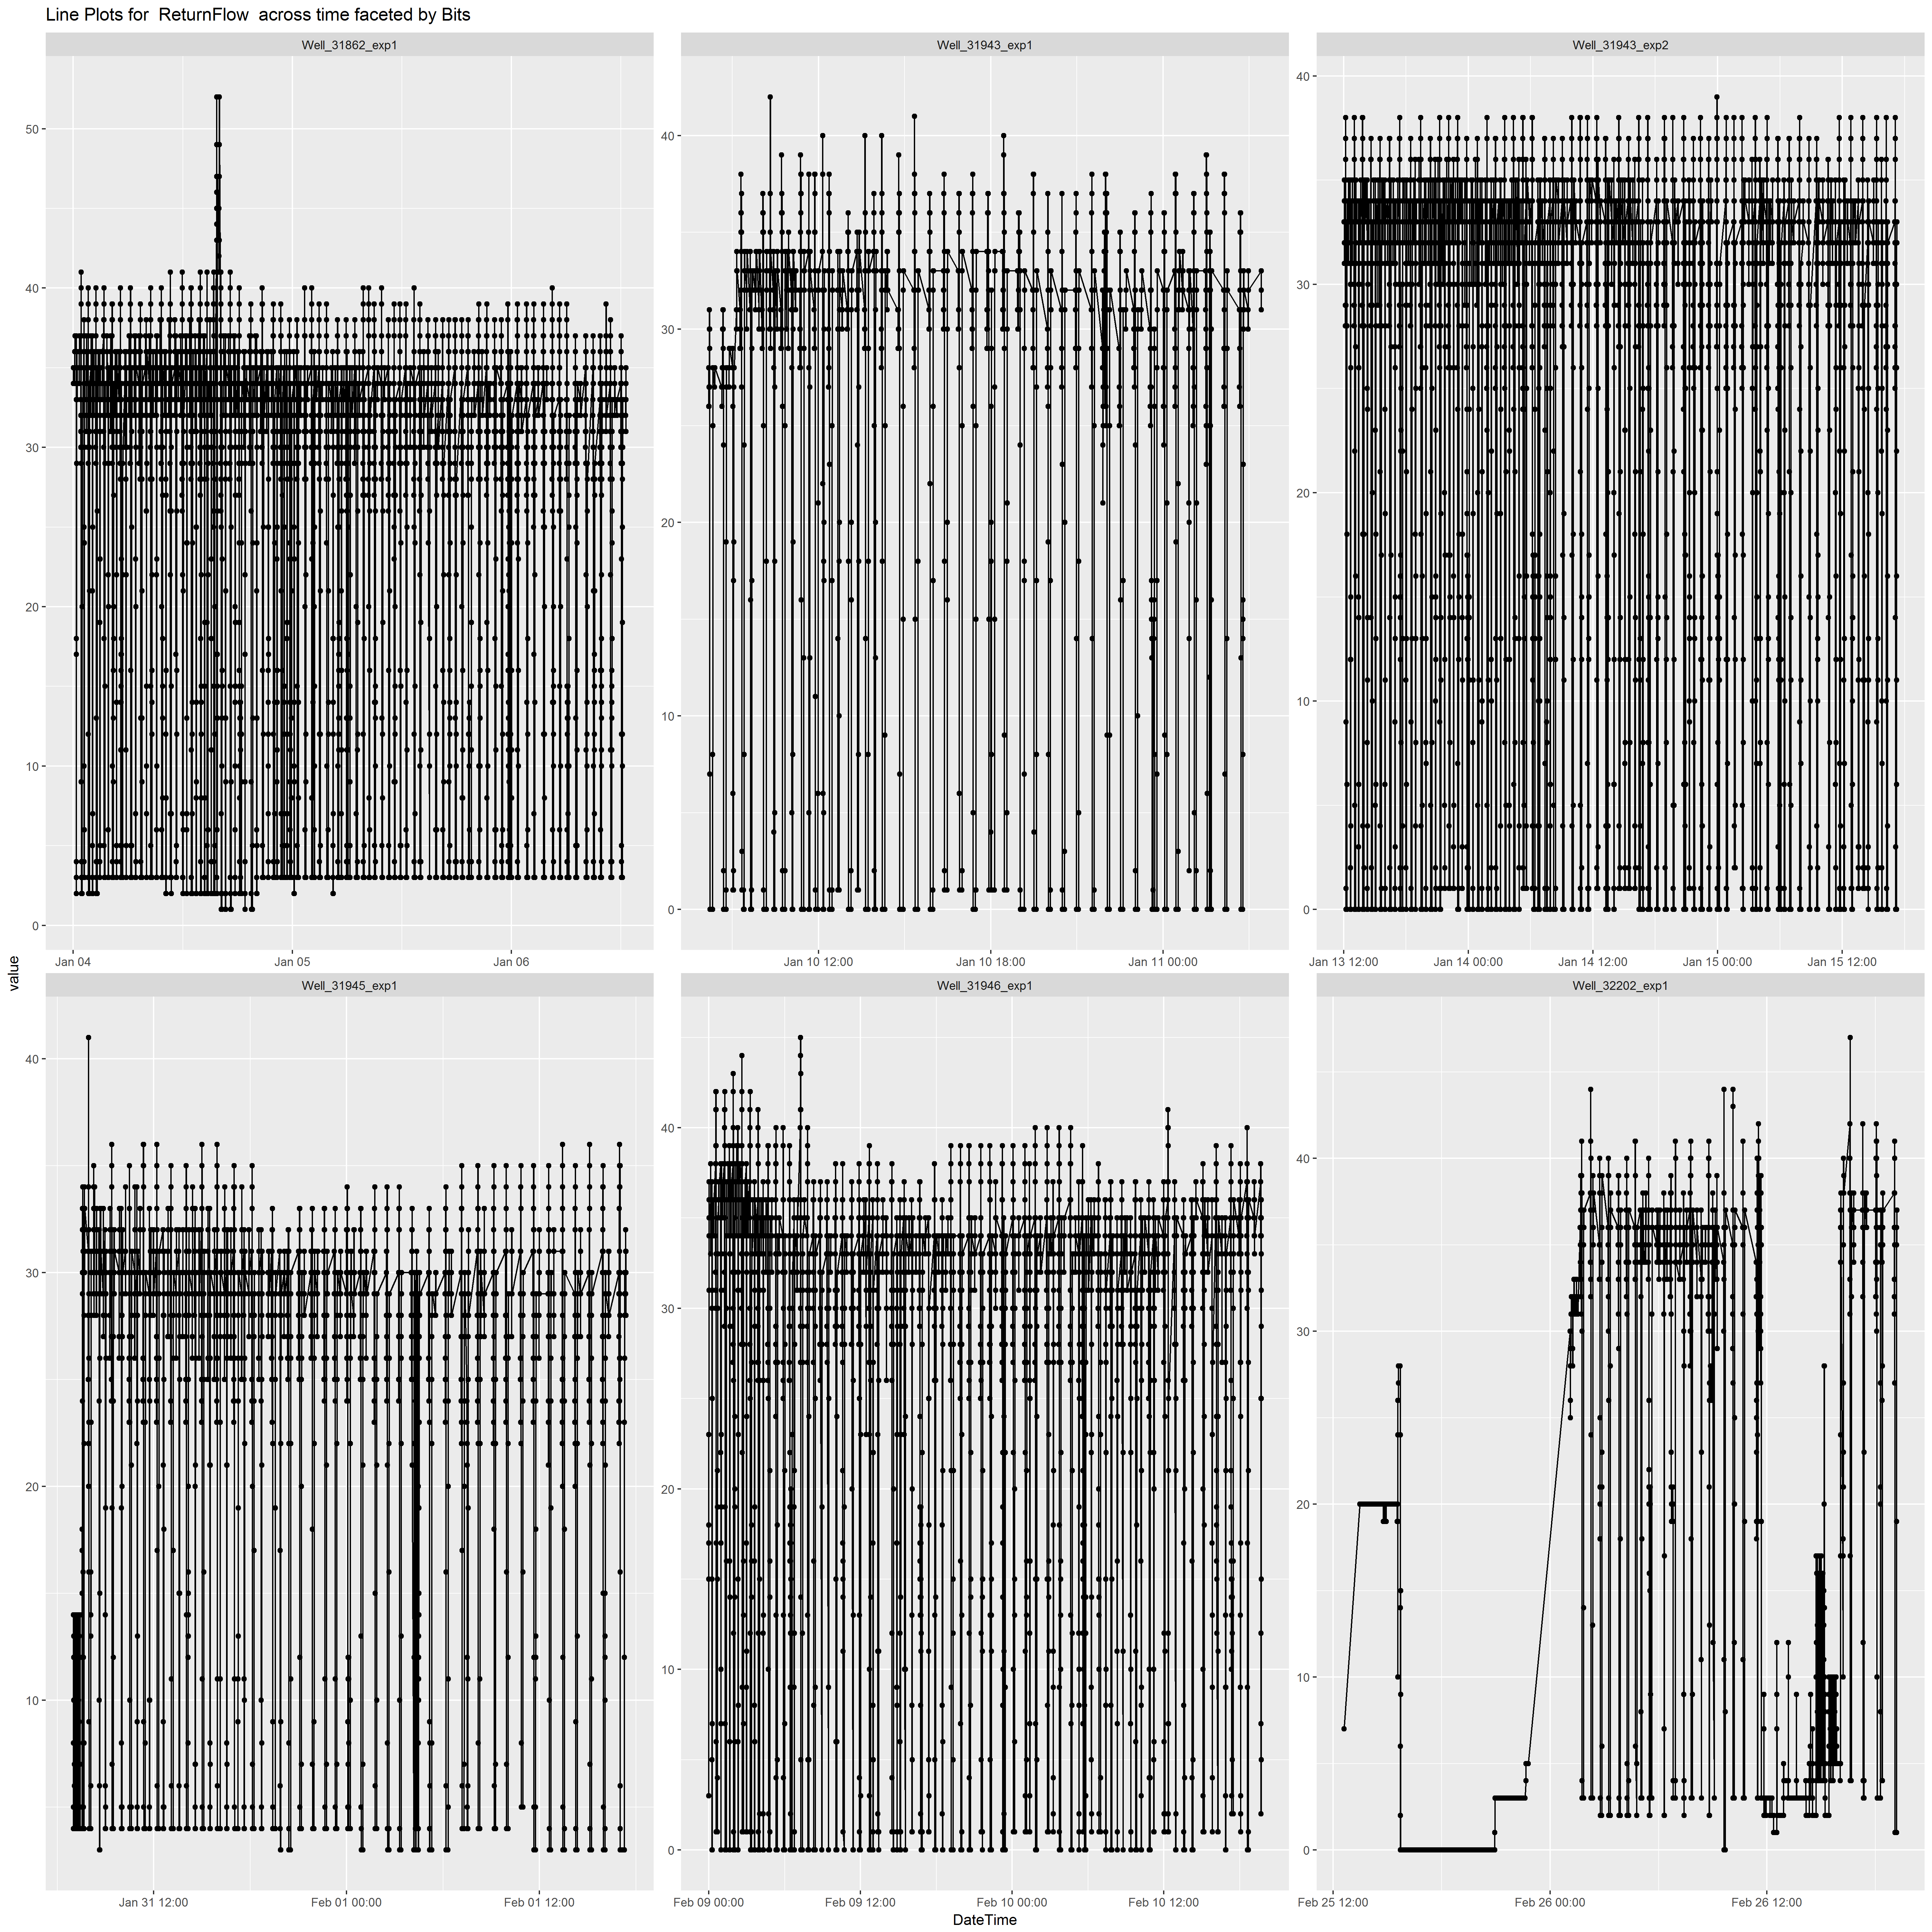 Line Plots for  ReturnFlow  across time faceted by Bits
Well_31862_exp1
Well_31943_exp1
Well_31943_exp2
50
40
30
20
10
0
40
30
20
10
0
40
30
20
10
0
Jan 04 Jan 05 Jan 06
Jan 10 12:00 Jan 10 18:00 Jan 11 00:00
Jan 13 12:00 Jan 14 00:00 Jan 14 12:00 Jan 15 00:00 Jan 15 12:00
value
Well_31945_exp1
Well_31946_exp1
Well_32202_exp1
40
30
20
10
40
30
20
10
0
40
30
20
10
0
Jan 31 12:00 Feb 01 00:00 Feb 01 12:00
Feb 09 00:00 Feb 09 12:00 Feb 10 00:00 Feb 10 12:00
Feb 25 12:00 Feb 26 00:00 Feb 26 12:00
DateTime